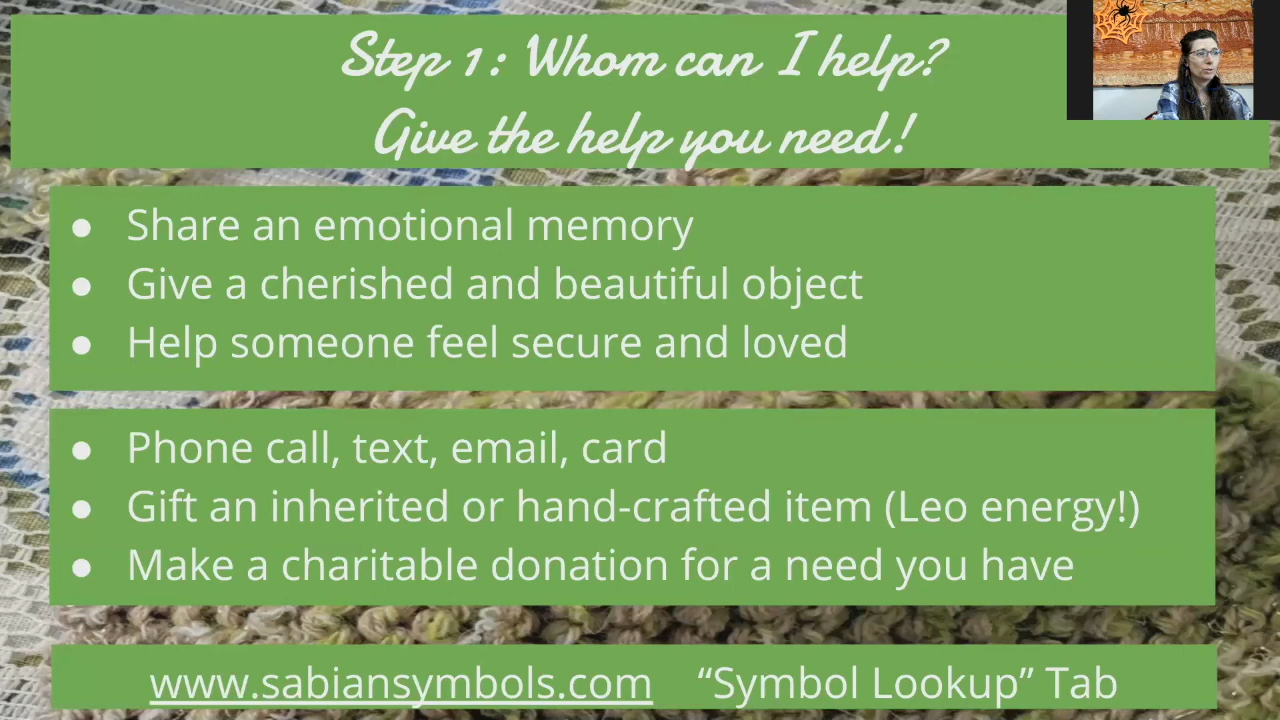 Step 1: Whom can I help?
Give the help you need!
● Share an emotional memory
● Give a cherished and beautiful object
● Help someone feel secure and loved
● Phone call, text, email, card
● Gift an inherited or hand-crafted item (Leo energy!)
● Make a charitable donation for a need you have
www.sabiansymbols.com “Symbol Lookup” Tab